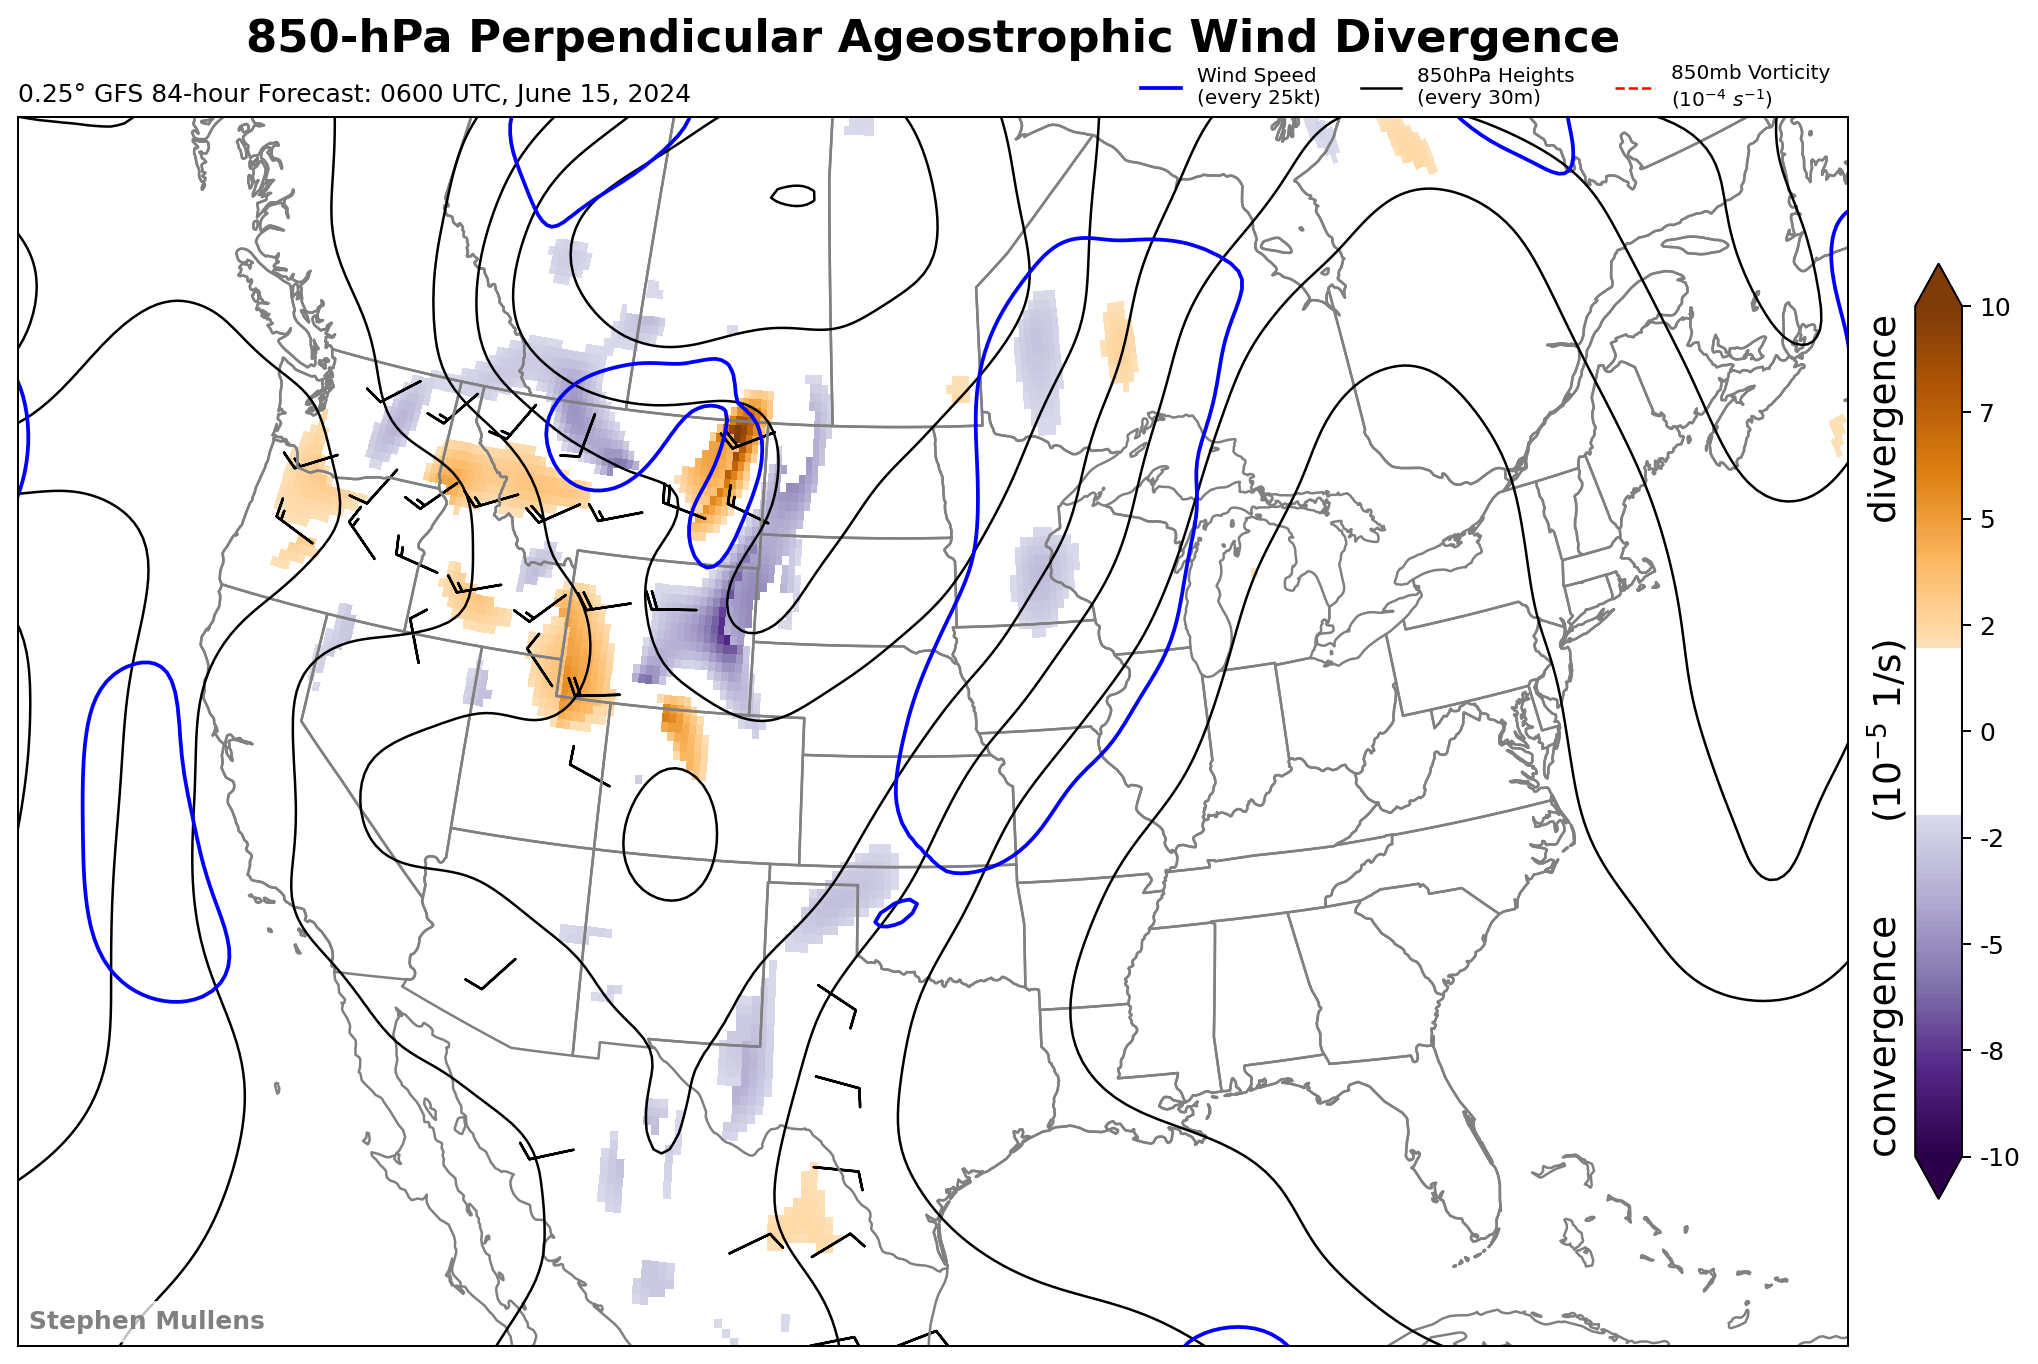 850-hPa Perpendicular Ageostrophic Wind Divergence
0.25° GFS 84-hour Forecast: 0600 UTC, June 15, 2024
Wind Speed
(every 25kt)
850hPa Heights
(every 30m)
850mb Vorticity
(10⁻⁴ s⁻¹)
10
7
5
2
0
-2
-5
-8
-10
convergence (10⁻⁵ 1/s) divergence
Stephen Mullens